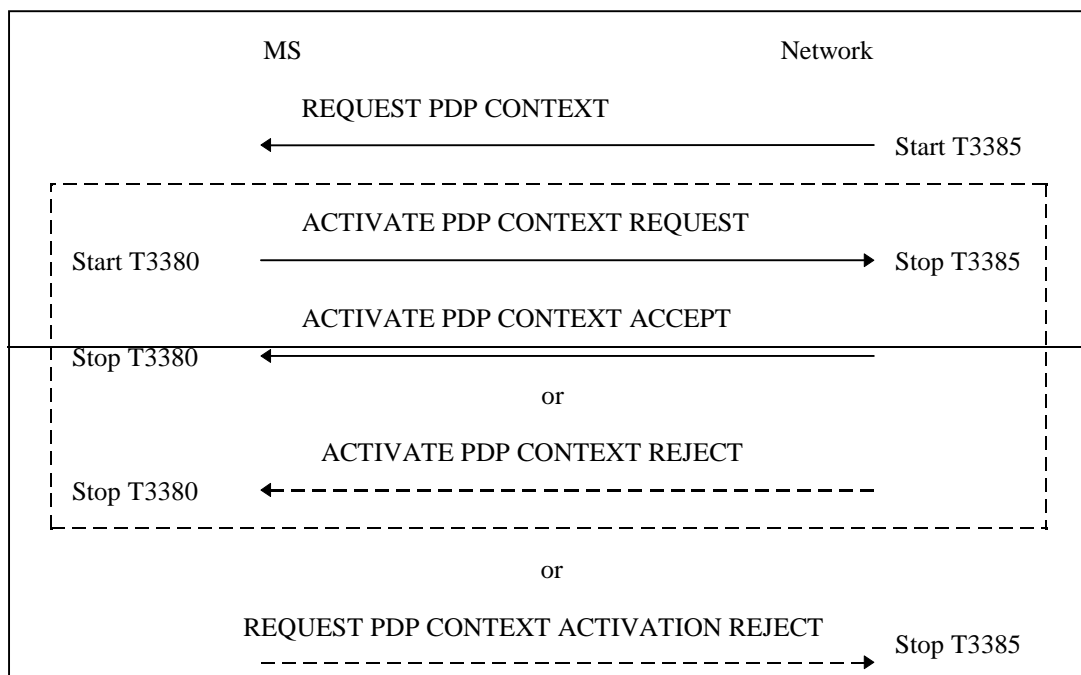 MS Network
REQUEST PDP CONTEXT
Start T3385
ACTIVATE PDP CONTEXT REQUEST
Start T3380 Stop T3385
ACTIVATE PDP CONTEXT ACCEPT
Stop T3380
or
ACTIVATE PDP CONTEXT REJECT
Stop T3380
or
REQUEST PDP CONTEXT ACTIVATION REJECT
Stop T3385